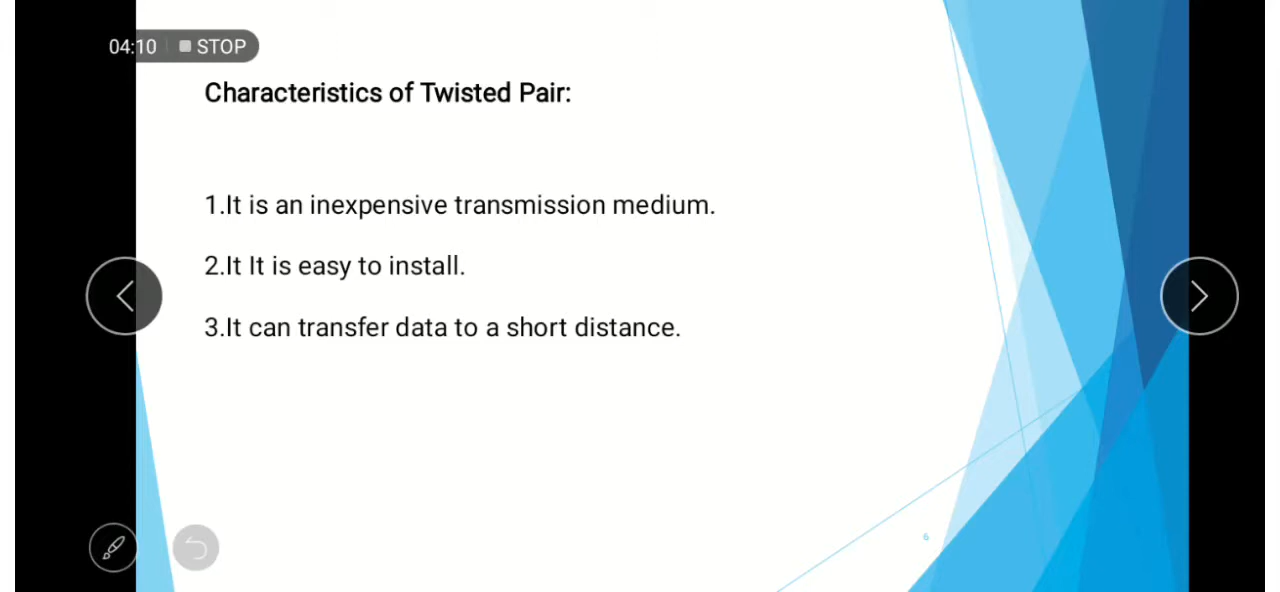 04:10 STOP
Characteristics of Twisted Pair:
1.It is an inexpensive transmission medium.
2.It It is easy to install.
3.It can transfer data to a short distance.
6